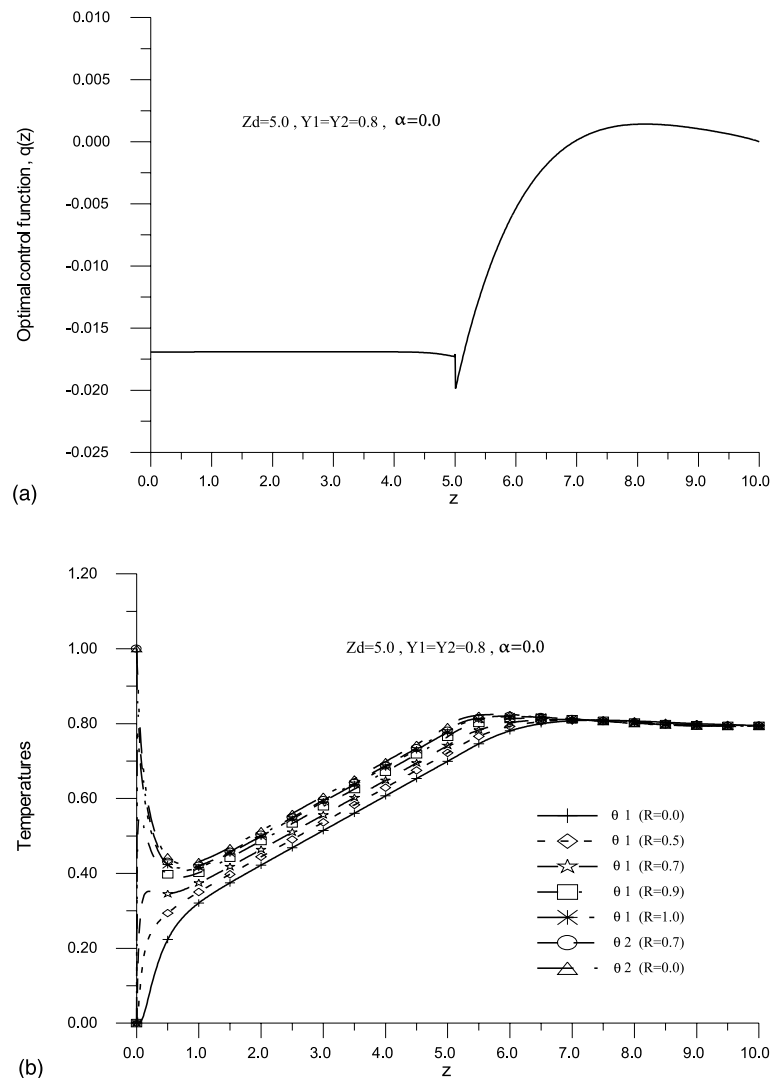 0.010
0.005
0.000
-0.005
-0.010
-0.015
-0.020
-0.025
Optimal control function , q(z)
Zd=5.0 , Y1=Y2=0.8 , α=0.0
0.0 1.0 2.0 3.0 4.0 5.0 6.0 7.0 8.0 9.0 10.0
z
(a)
1.20
1.00
0.80
0.60
0.40
0.20
0.00
Temperatures
Zd=5.0 , Y1=Y2=0.8 , α=0.0
θ 1 (R=0.0)
θ 1 (R=0.5)
θ 1 (R=0.7)
θ 1 (R=0.9)
θ 1 (R=1.0)
θ 2 (R=0.7)
θ 2 (R=0.0)
0.0 1.0 2.0 3.0 4.0 5.0 6.0 7.0 8.0 9.0 10.0
z
(b)